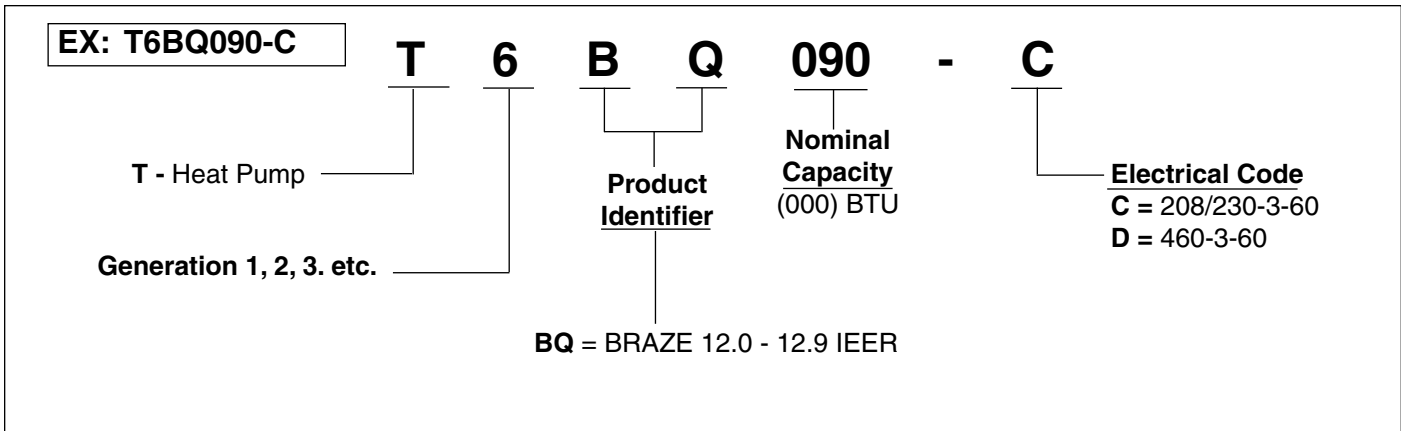 EX: T6BQ090-C
T 6 B Q 090 - C
T - Heat Pump
Generation 1, 2, 3. etc.
Product
Identifier
BQ = BRAZE 12.0 - 12.9 IEER
Nominal
Capacity
(000) BTU
Electrical Code
C = 208/230-3-60
D = 460-3-60